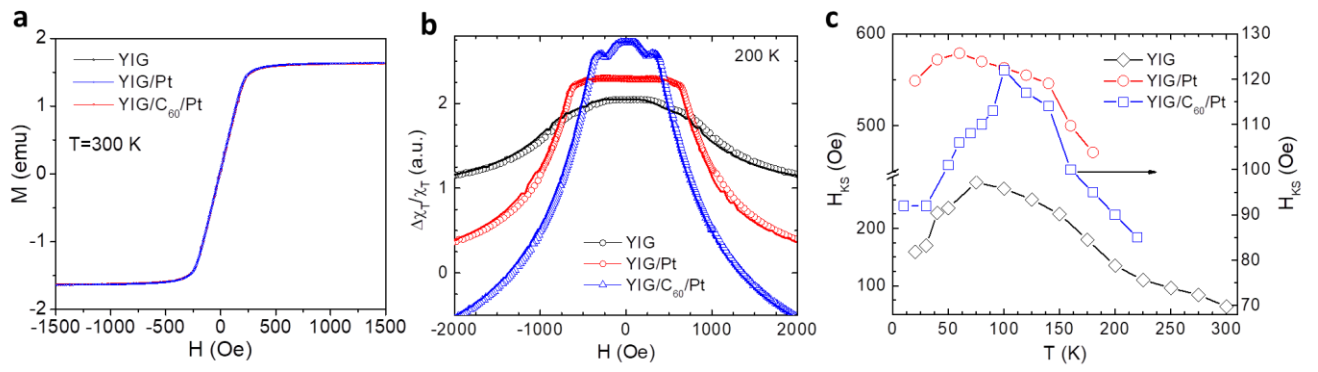 a
2
1
0
-1
-2
M (emu)
YIG
YIG/Pt
YIG/C60/Pt
T=300 K
-1500 -1000 -500 0 500 1000 1500
H (Oe)
b
4
2
0
ΔχT/χT (a.u.)
200 K
YIG
YIG/Pt
YIG/C60/Pt
-2000 -1000 0 1000 2000
H (Oe)
c
600
500
200
100
HKS (Oe)
YIG
YIG/Pt
YIG/C60/Pt
130
120
110
100
90
80
70
HKS (Oe)
0 50 100 150 200 250 300
T (K)